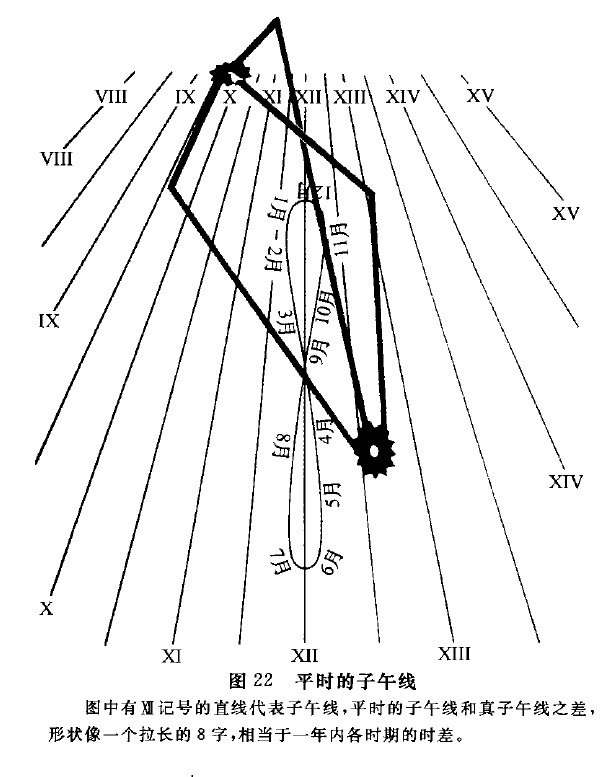 VIII IX X XI XII XIII XIV XV
VIII
XV
12月
1月
2月
11月
IX
3月
10月
9月
8月
4月
XIV
5月
7月
6月
X
XI XII XIII
图 22 平时的子午线
图中有Ⅻ记号的直线代表子午线,平时的子午线和真子午线之差,
形状像一个拉长的 8 字,相当于一年内各时期的时差。